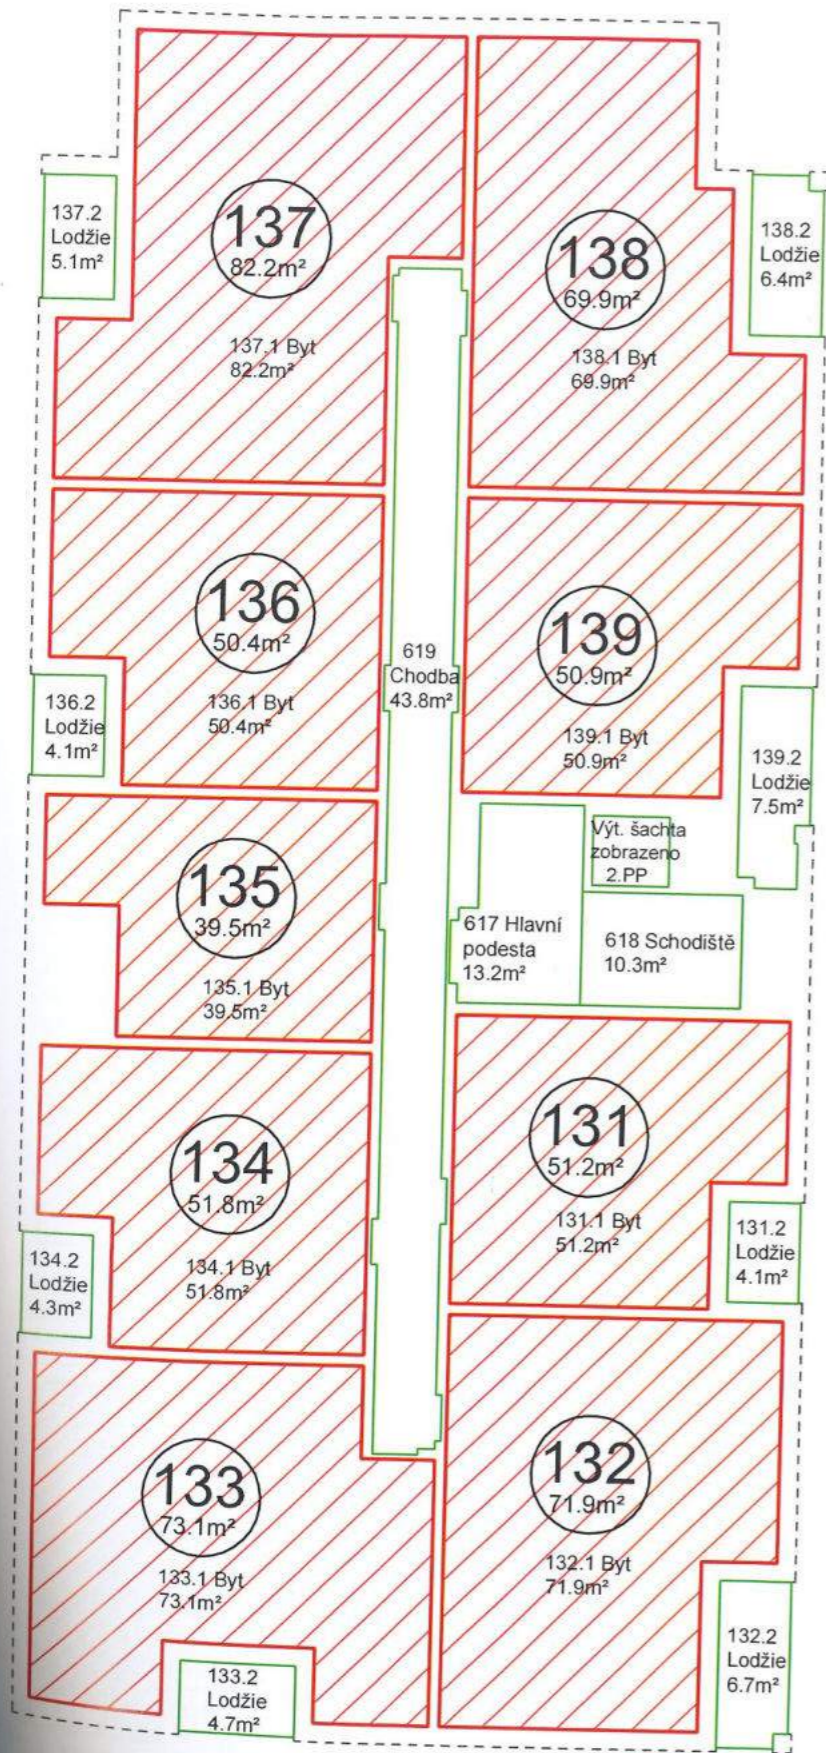 137
82.2m²
137.1 Byt
82.2m²
137.2
Lodžie
5.1m²
138
69.9m²
138.1 Byt
69.9m²
138.2
Lodžie
6.4m²
136
50.4m²
136.1 Byt
50.4m²
136.2
Lodžie
4.1m²
619
Chodba
43.8m²
139
50.9m²
139.1 Byt
50.9m²
139.2
Lodžie
7.5m²
135
39.5m²
135.1 Byt
39.5m²
Výt. šachta
zobrazeno
2.PP
617 Hlavní
podesta
13.2m²
618 Schodiště
10.3m²
134
51.8m²
134.1 Byt
51.8m²
134.2
Lodžie
4.3m²
131
51.2m²
131.1 Byt
51.2m²
131.2
Lodžie
4.1m²
133
73.1m²
133.1 Byt
73.1m²
133.2
Lodžie
4.7m²
132
71.9m²
132.1 Byt
71.9m²
132.2
Lodžie
6.7m²